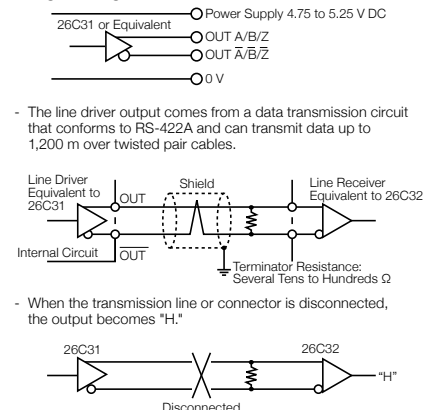 26C31 or Equivalent
Power Supply 4.75 to 5.25 V DC
OUT A/B/Z
OUT A̅/B̅/Z̅
0 V
- The line driver output comes from a data transmission circuit
that conforms to RS-422A and can transmit data up to
1,200 m over twisted pair cables.
Line Driver
Equivalent to
26C31
OUT
Shield
Line Receiver
Equivalent to 26C32
Internal Circuit
O̅U̅T̅
Terminator Resistance:
Several Tens to Hundreds Ω
- When the transmission line or connector is disconnected,
the output becomes "H."
26C31
26C32
"H"
Disconnected